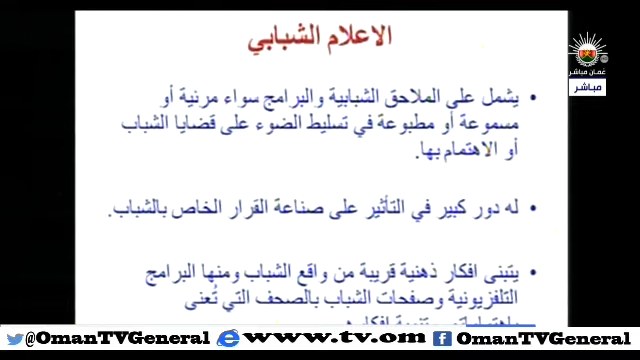 الاعلام الشبابي
عُمان مباشر
مباشر
• يشمل على الملاحق الشبابية والبرامج سواء مرئية أو
مسموعة أو مطبوعة في تسليط الضوء على قضايا الشباب
أو الاهتمام بها.
• له دور كبير في التأثير على صناعة القرار الخاص بالشباب.
• يتبنى افكار ذهنية قريبة من واقع الشباب ومنها البرامج
التلفزيونية وصفحات الشباب بالصحف التي تُعنى
@OmanTVGeneral www.tv.om OmanTVGeneral